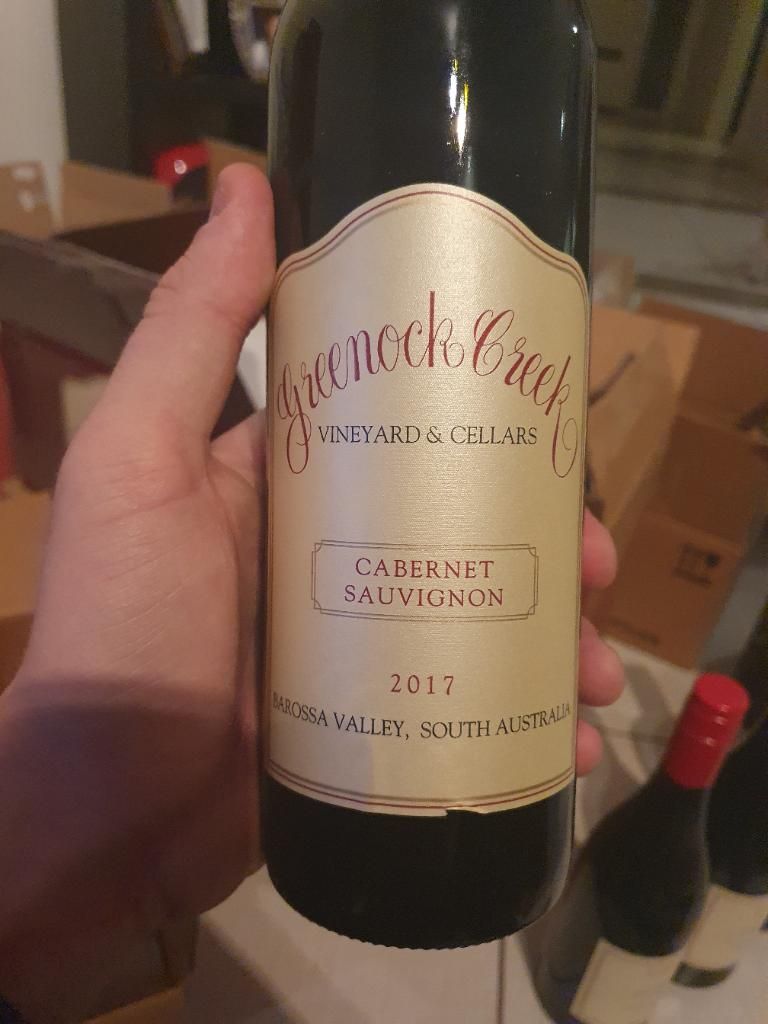 Greenock Creek
VINEYARD & CELLARS
CABERNET
SAUVIGNON
2017
BAROSSA VALLEY, SOUTH AUSTRALIA